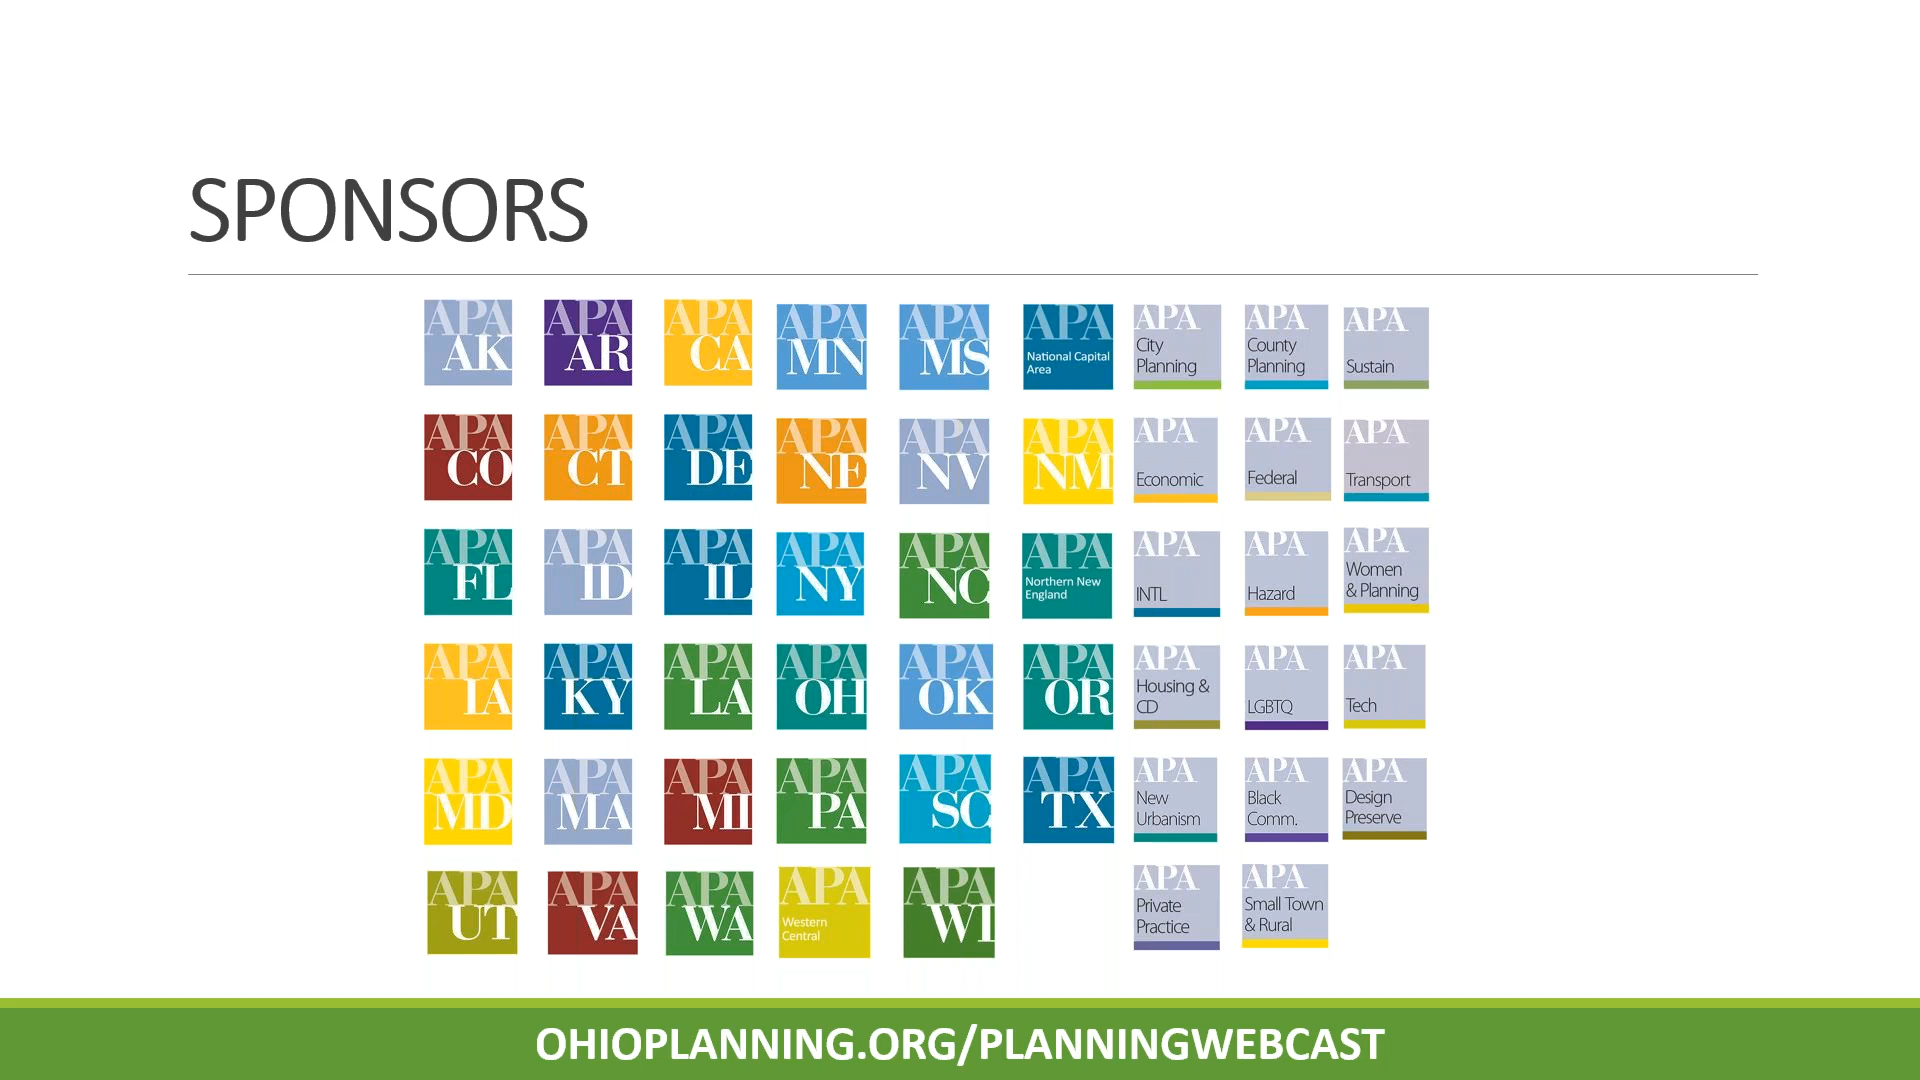 SPONSORS
APA AK
APA AR
APA CA
APA MN
APA MS
APA National Capital Area
APA City Planning
APA County Planning
APA Sustain
APA CO
APA CT
APA DE
APA NE
APA NV
APA NM
APA Economic
APA Federal
APA Transport
APA FL
APA ID
APA IL
APA NY
APA NC
APA Northern New England
APA INTL
APA Hazard
APA Women & Planning
APA IA
APA KY
APA LA
APA OH
APA OK
APA OR
APA Housing & CD
APA LGBTQ
APA Tech
APA MD
APA MA
APA MI
APA PA
APA SC
APA TX
APA New Urbanism
APA Black Comm.
APA Design Preserve
APA UT
APA VA
APA WA
APA Western Central
APA WI
APA Private Practice
APA Small Town & Rural
OHIOPLANNING.ORG/PLANNINGWEBCAST